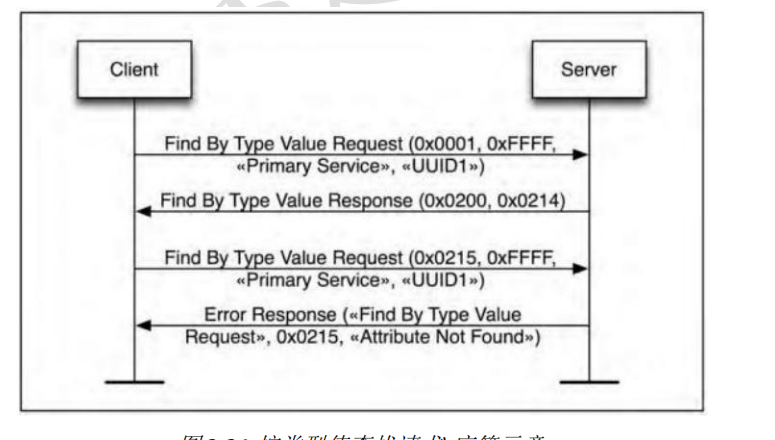 Client
Server
Find By Type Value Request (0x0001, 0xFFFF,
«Primary Service», «UUID1»)
Find By Type Value Response (0x0200, 0x0214)
Find By Type Value Request (0x0215, 0xFFFF,
«Primary Service», «UUID1»)
Error Response («Find By Type Value
Request», 0x0215, «Attribute Not Found»)